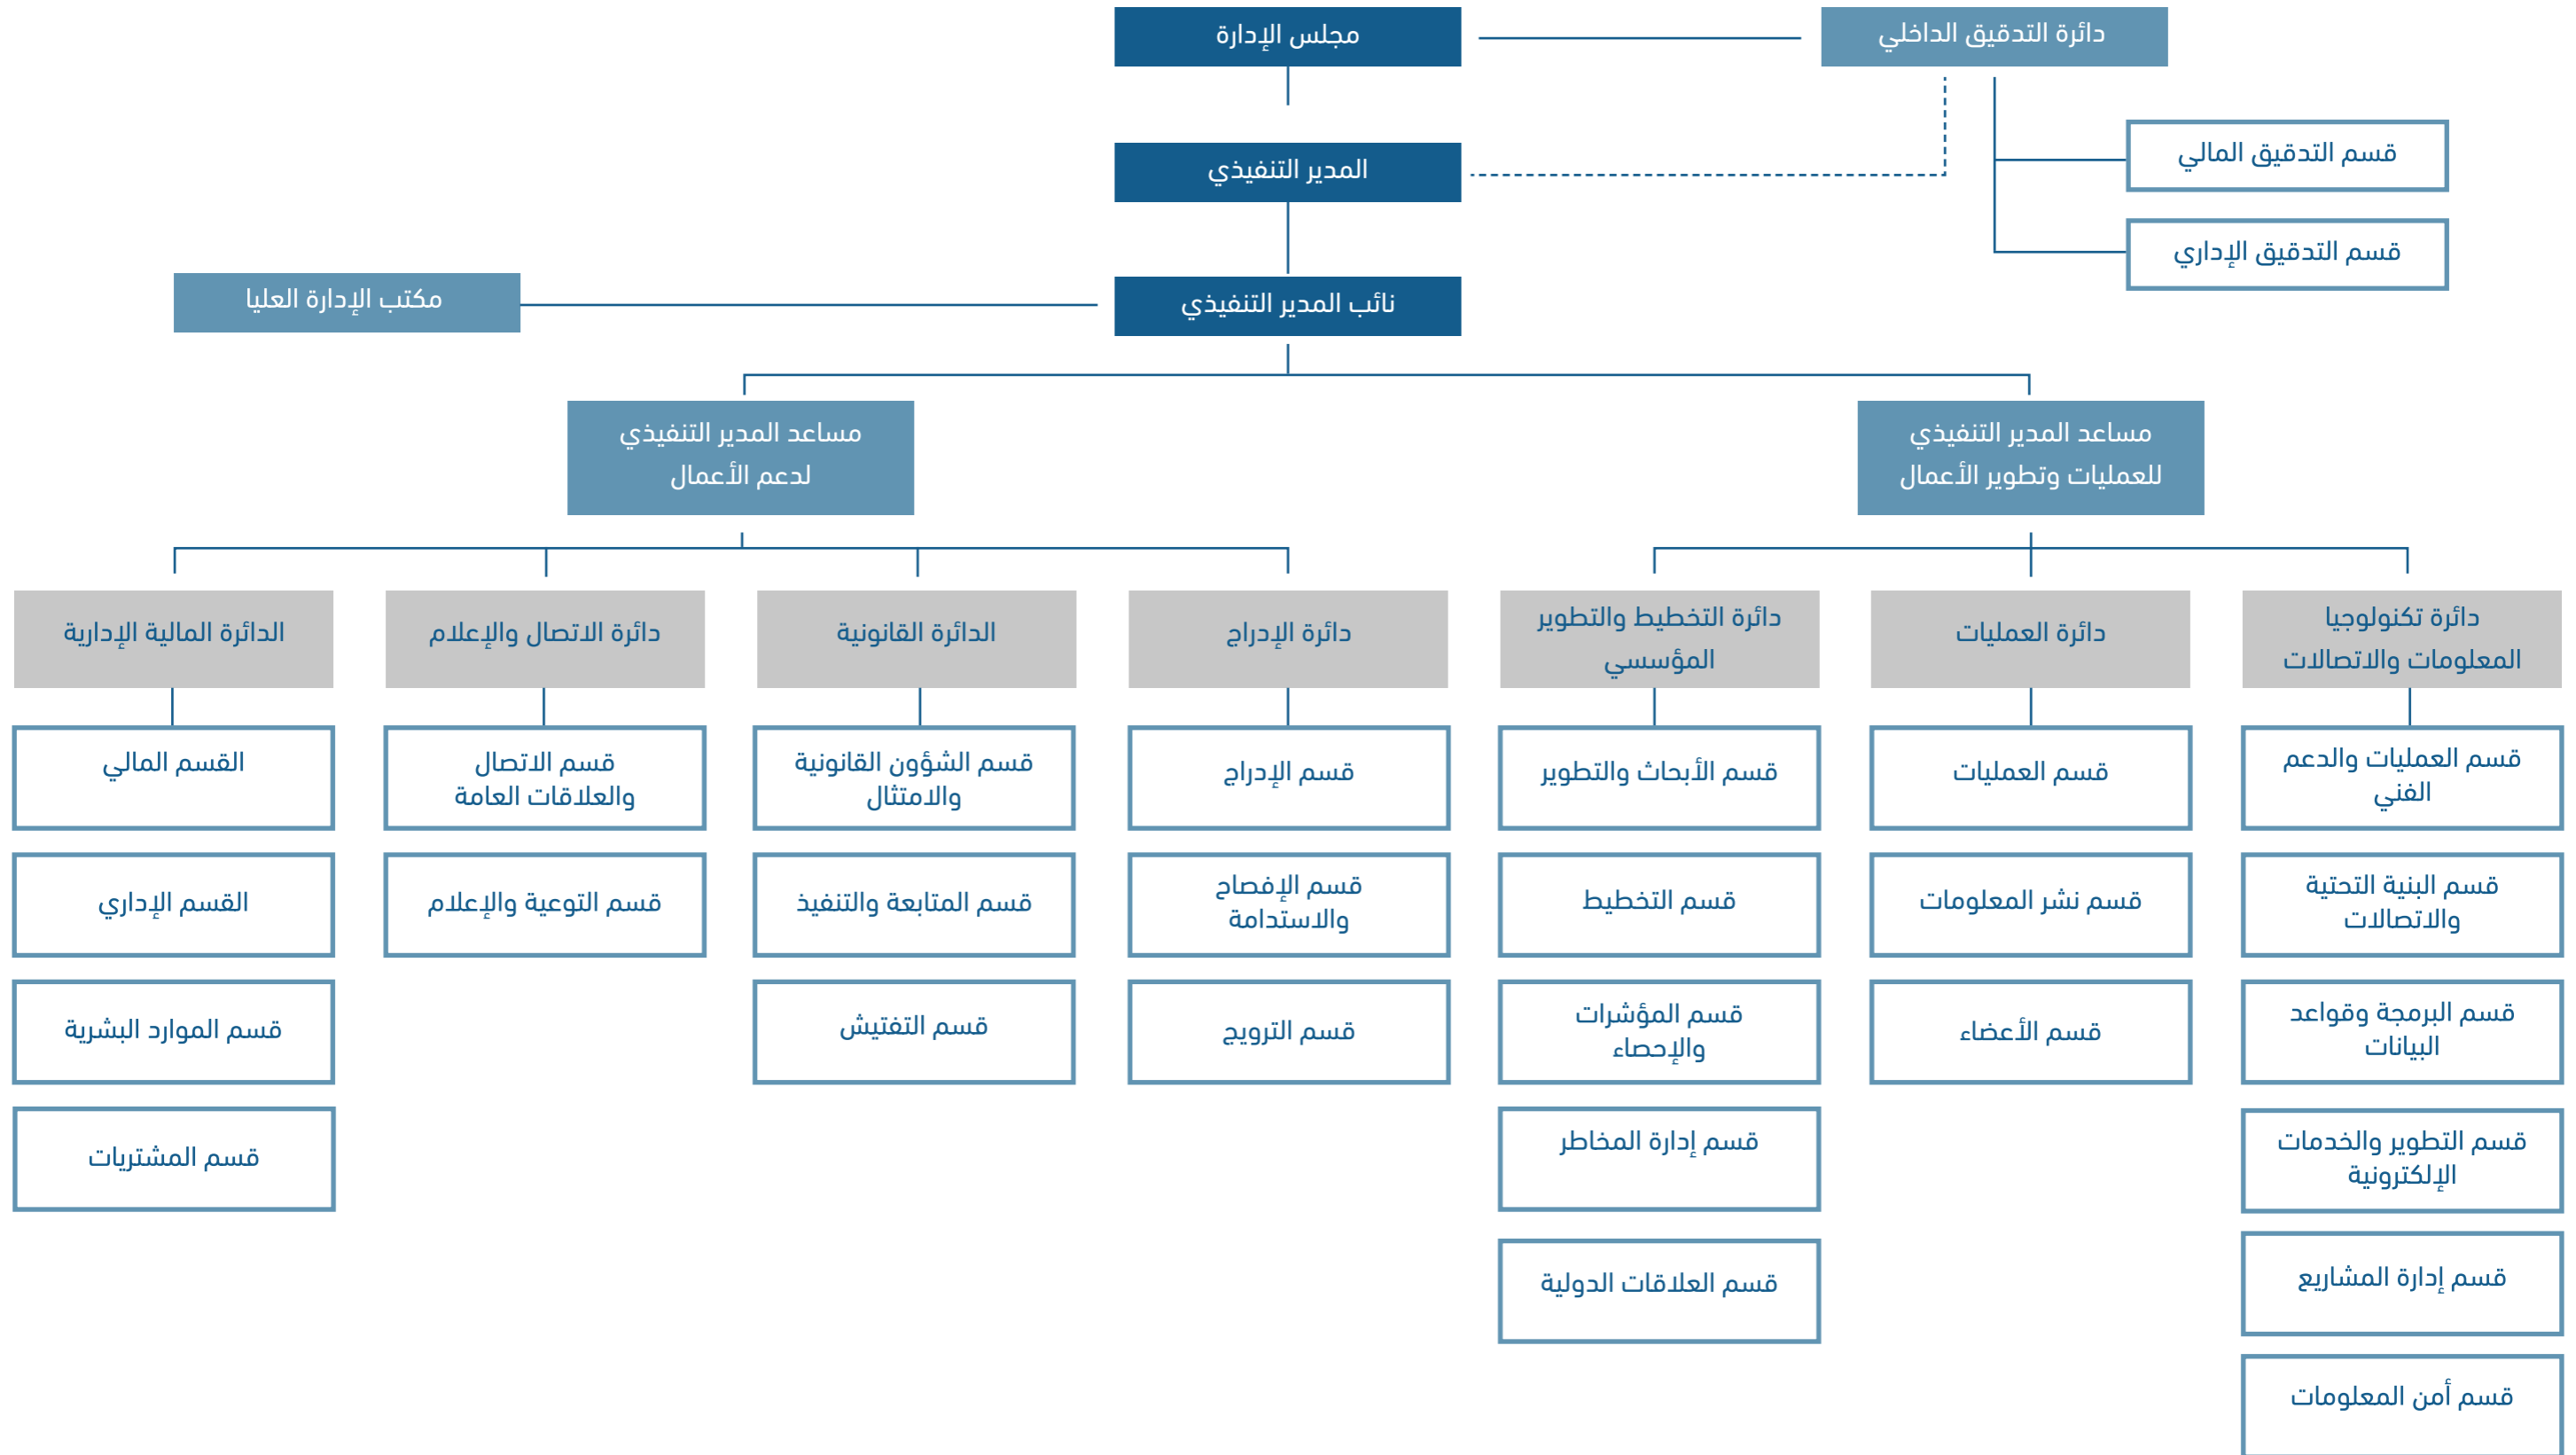 دائرة التدقيق الداخلي
مجلس الإدارة
قسم التدقيق المالي
المدير التنفيذي
قسم التدقيق الإداري
نائب المدير التنفيذي
مكتب الإدارة العليا
مساعد المدير التنفيذي
للعمليات وتطوير الأعمال
مساعد المدير التنفيذي
لدعم الأعمال
دائرة تكنولوجيا
المعلومات والاتصالات
دائرة العمليات
دائرة التخطيط والتطوير
المؤسسي
دائرة الإدراج
الدائرة القانونية
دائرة الاتصال والإعلام
الدائرة المالية الإدارية
قسم العمليات والدعم
الفني
قسم العمليات
قسم الأبحاث والتطوير
قسم الإدراج
قسم الشؤون القانونية
والامتثال
قسم الاتصال
والعلاقات العامة
القسم المالي
قسم البنية التحتية
والاتصالات
قسم نشر المعلومات
قسم التخطيط
قسم الإفصاح
والاستدامة
قسم المتابعة والتنفيذ
قسم التوعية والإعلام
القسم الإداري
قسم البرمجة وقواعد
البيانات
قسم الأعضاء
قسم المؤشرات
والإحصاء
قسم الترويج
قسم التفتيش
قسم الموارد البشرية
قسم التطوير والخدمات
الإلكترونية
قسم إدارة المخاطر
قسم المشتريات
قسم إدارة المشاريع
قسم العلاقات الدولية
قسم أمن المعلومات